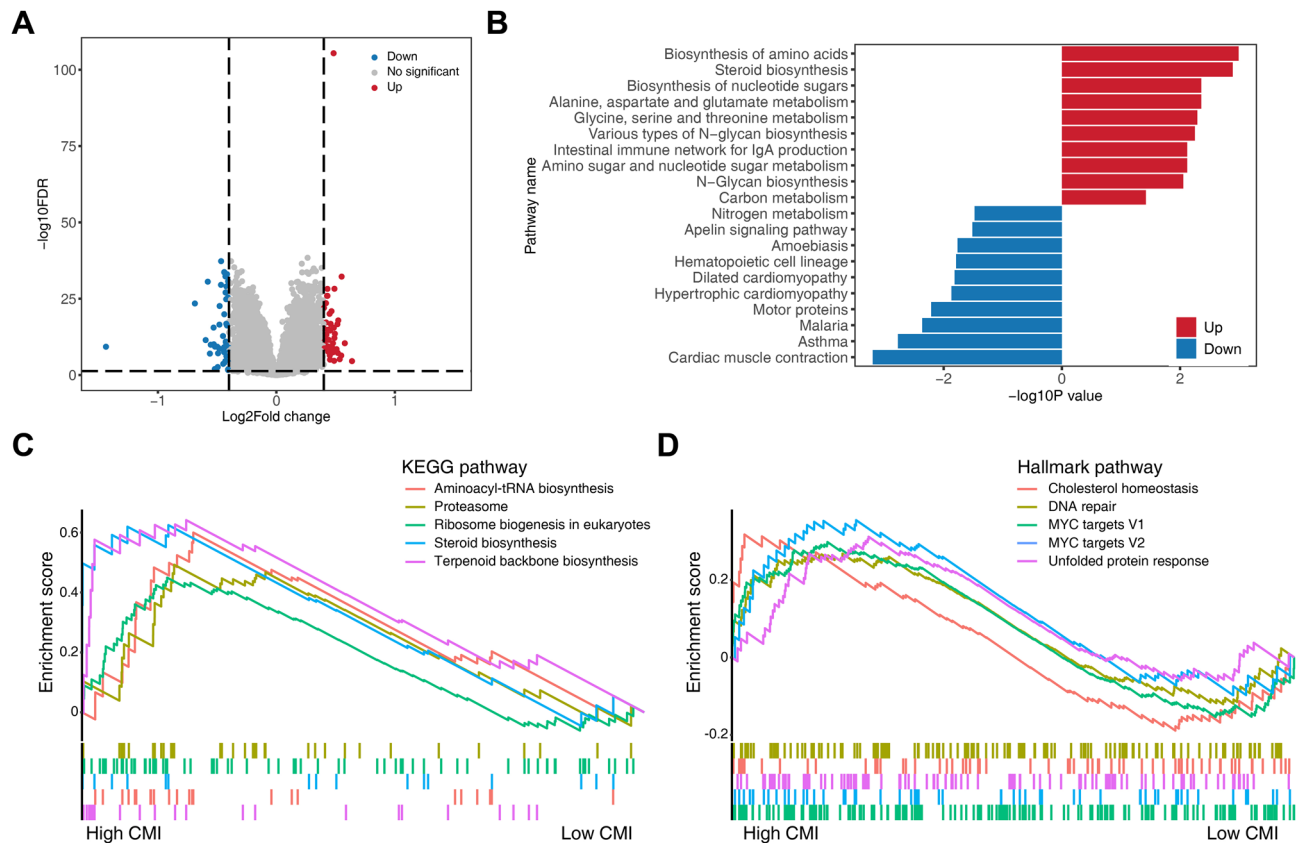 A
−log10FDR
100
75
50
25
0
−1
0
1
Log2Fold change
Down
No significant
Up
B
Pathway name
Biosynthesis of amino acids
Steroid biosynthesis
Biosynthesis of nucleotide sugars
Alanine, aspartate and glutamate metabolism
Glycine, serine and threonine metabolism
Various types of N−glycan biosynthesis
Intestinal immune network for IgA production
Amino sugar and nucleotide sugar metabolism
N−Glycan biosynthesis
Carbon metabolism
Nitrogen metabolism
Apelin signaling pathway
Amoebiasis
Hematopoietic cell lineage
Dilated cardiomyopathy
Hypertrophic cardiomyopathy
Motor proteins
Malaria
Asthma
Cardiac muscle contraction
−2
0
2
−log10P value
Up
Down
C
KEGG pathway
Aminoacyl-tRNA biosynthesis
Proteasome
Ribosome biogenesis in eukaryotes
Steroid biosynthesis
Terpenoid backbone biosynthesis
Enrichment score
0.6
0.4
0.2
0
High CMI
Low CMI
D
Hallmark pathway
Cholesterol homeostasis
DNA repair
MYC targets V1
MYC targets V2
Unfolded protein response
Enrichment score
0.2
0
-0.2
High CMI
Low CMI